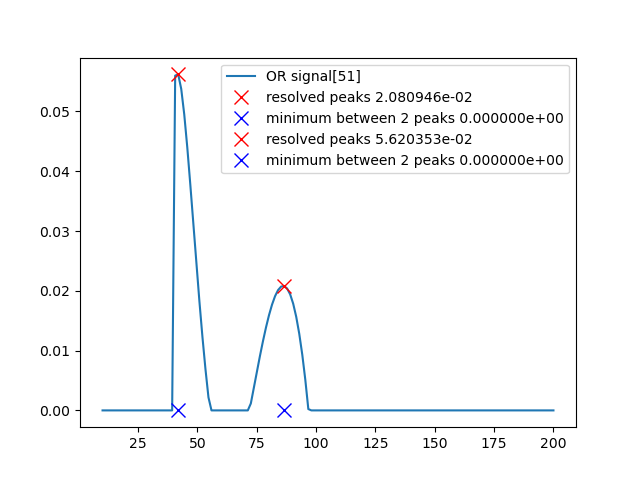 OR signal[51]
resolved peaks 2.080946e-02
minimum between 2 peaks 0.000000e+00
resolved peaks 5.620353e-02
minimum between 2 peaks 0.000000e+00
0.05
0.04
0.03
0.02
0.01
0.00
25 50 75 100 125 150 175 200